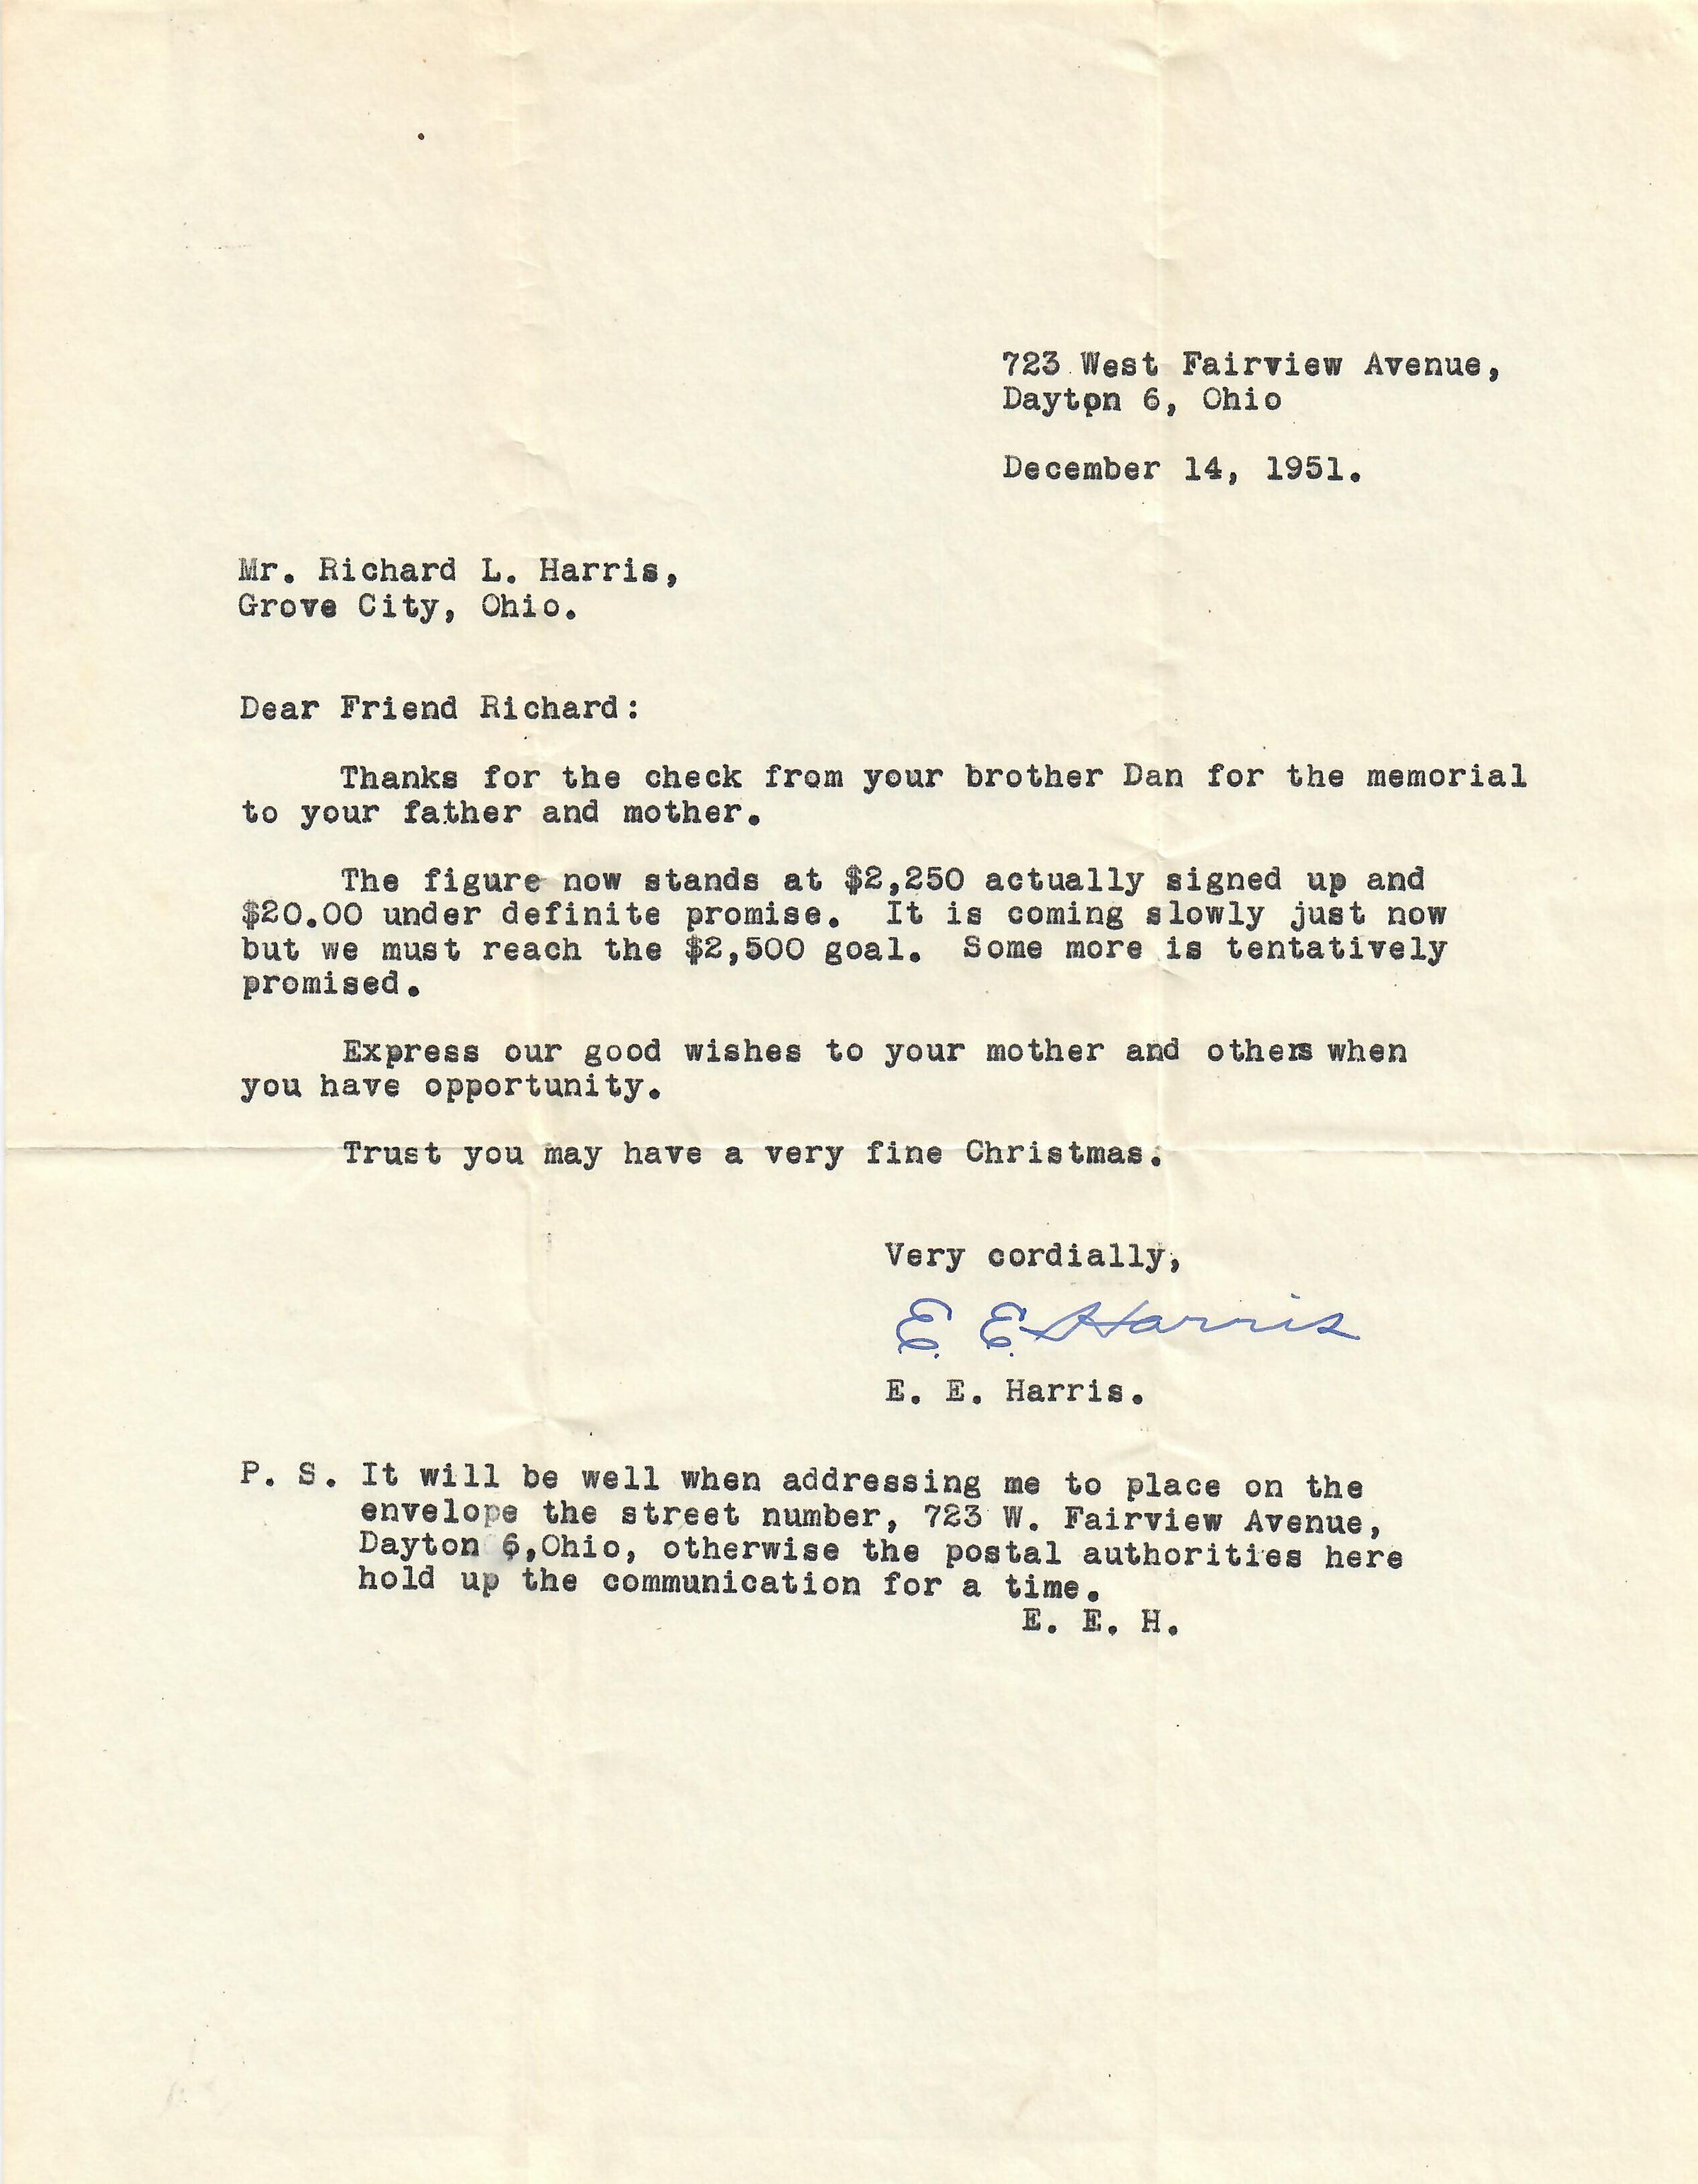 723 West Fairview Avenue,
Dayton 6, Ohio
December 14, 1951.
Mr. Richard L. Harris,
Grove City, Ohio.
Dear Friend Richard:
Thanks for the check from your brother Dan for the memorial
to your father and mother.
The figure now stands at $2,250 actually signed up and
$20.00 under definite promise. It is coming slowly just now
but we must reach the $2,500 goal. Some more is tentatively
promised.
Express our good wishes to your mother and others when
you have opportunity.
Trust you may have a very fine Christmas.
Very cordially,
E. E. Harris
E. E. Harris.
P. S. It will be well when addressing me to place on the
envelope the street number, 723 W. Fairview Avenue,
Dayton 6,Ohio, otherwise the postal authorities here
hold up the communication for a time.
E. E. H.